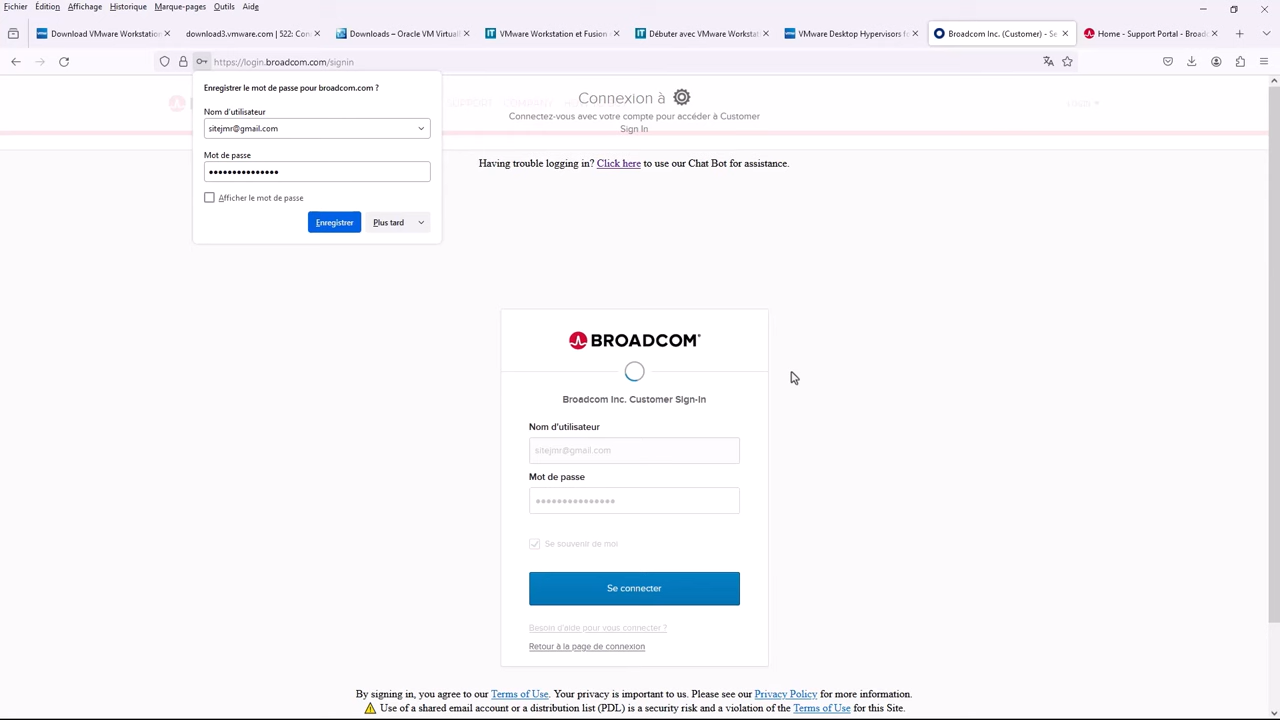 Fichier Édition Affichage Historique Marque-pages Outils Aide
Download VMware Workstation
download3.vmware.com | 522: Con
Downloads – Oracle VM Virtuall
VMware Workstation et Fusion
Débuter avec VMware Workstat
VMware Desktop Hypervisors fo
Broadcom Inc. (Customer) - Se
Home - Support Portal - Broadc
https://login.broadcom.com/signin
Enregistrer le mot de passe pour broadcom.com ?
Nom d'utilisateur
sitejmr@gmail.com
Mot de passe
•••••••••••••••
Afficher le mot de passe
Enregistrer
Plus tard
Connexion à
Connectez-vous avec votre compte pour accéder à Customer
Sign In
Having trouble logging in? Click here to use our Chat Bot for assistance.
BROADCOM
Broadcom Inc. Customer Sign-In
Nom d'utilisateur
sitejmr@gmail.com
Mot de passe
•••••••••••••••
Se souvenir de moi
Se connecter
Besoin d'aide pour vous connecter ?
Retour à la page de connexion
By signing in, you agree to our Terms of Use. Your privacy is important to us. Please see our Privacy Policy for more information.
Use of a shared email account or a distribution list (PDL) is a security risk and a violation of the Terms of Use for this Site.